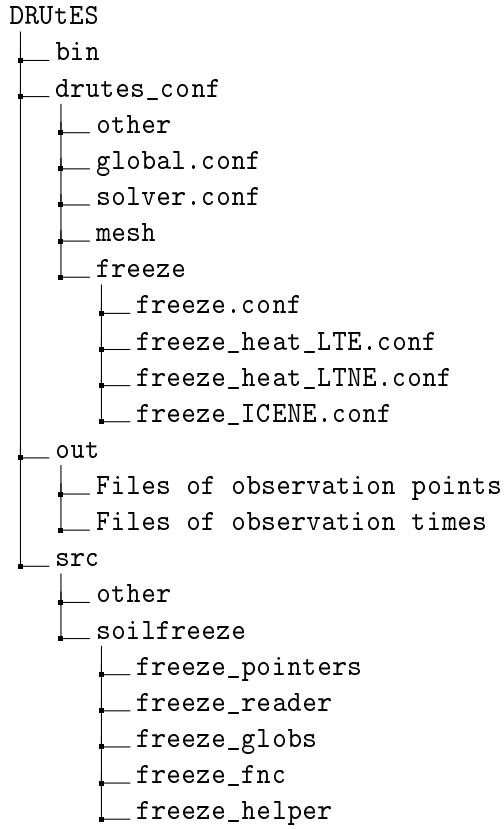 DRUtES
bin
drutes_conf
other
global.conf
solver.conf
mesh
freeze
freeze.conf
freeze_heat_LTE.conf
freeze_heat_LTNE.conf
freeze_ICENE.conf
out
Files of observation points
Files of observation times
src
other
soilfreeze
freeze_pointers
freeze_reader
freeze_globs
freeze_fnc
freeze_helper